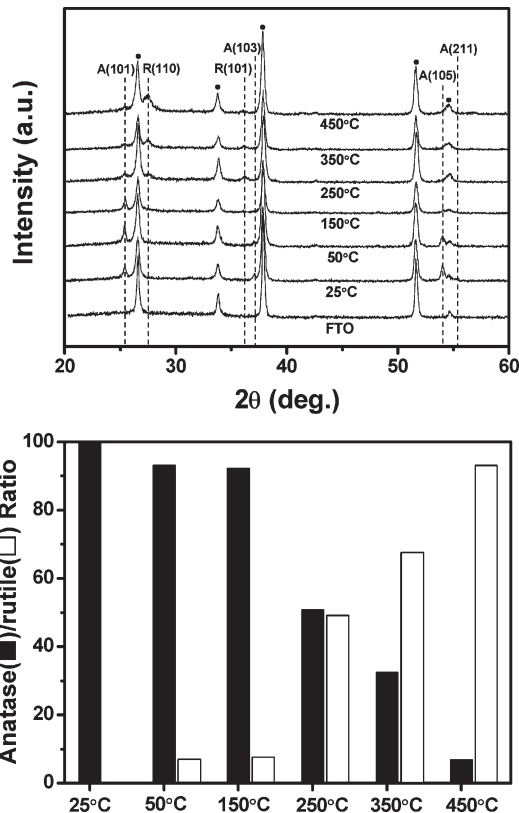 A(103)
A(211)
A(101)
R(110)
R(101)
A(105)
450°C
350°C
250°C
150°C
50°C
25°C
FTO
Intensity (a.u.)
20 30 40 50 60
2θ (deg.)
Anatase(■)/rutile(□) Ratio
100
80
60
40
20
0
25°C 50°C 150°C 250°C 350°C 450°C